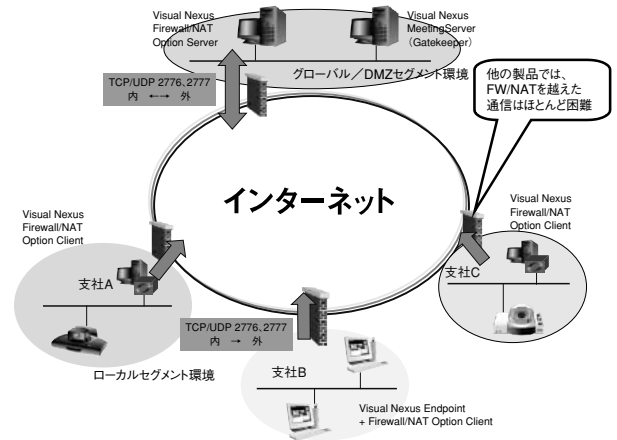 Visual Nexus
Firewall/NAT
Option Server
Visual Nexus
MeetingServer
(Gatekeeper)
TCP/UDP 2776、2777
内 ←→ 外
グローバル／DMZセグメント環境
他の製品では、
FW/NATを越えた
通信はほとんど困難
インターネット
Visual Nexus
Firewall/NAT
Option Client
支社A
Visual Nexus
Firewall/NAT
Option Client
支社C
TCP/UDP 2776、2777
内 → 外
ローカルセグメント環境
支社B
Visual Nexus Endpoint
+ Firewall/NAT Option Client